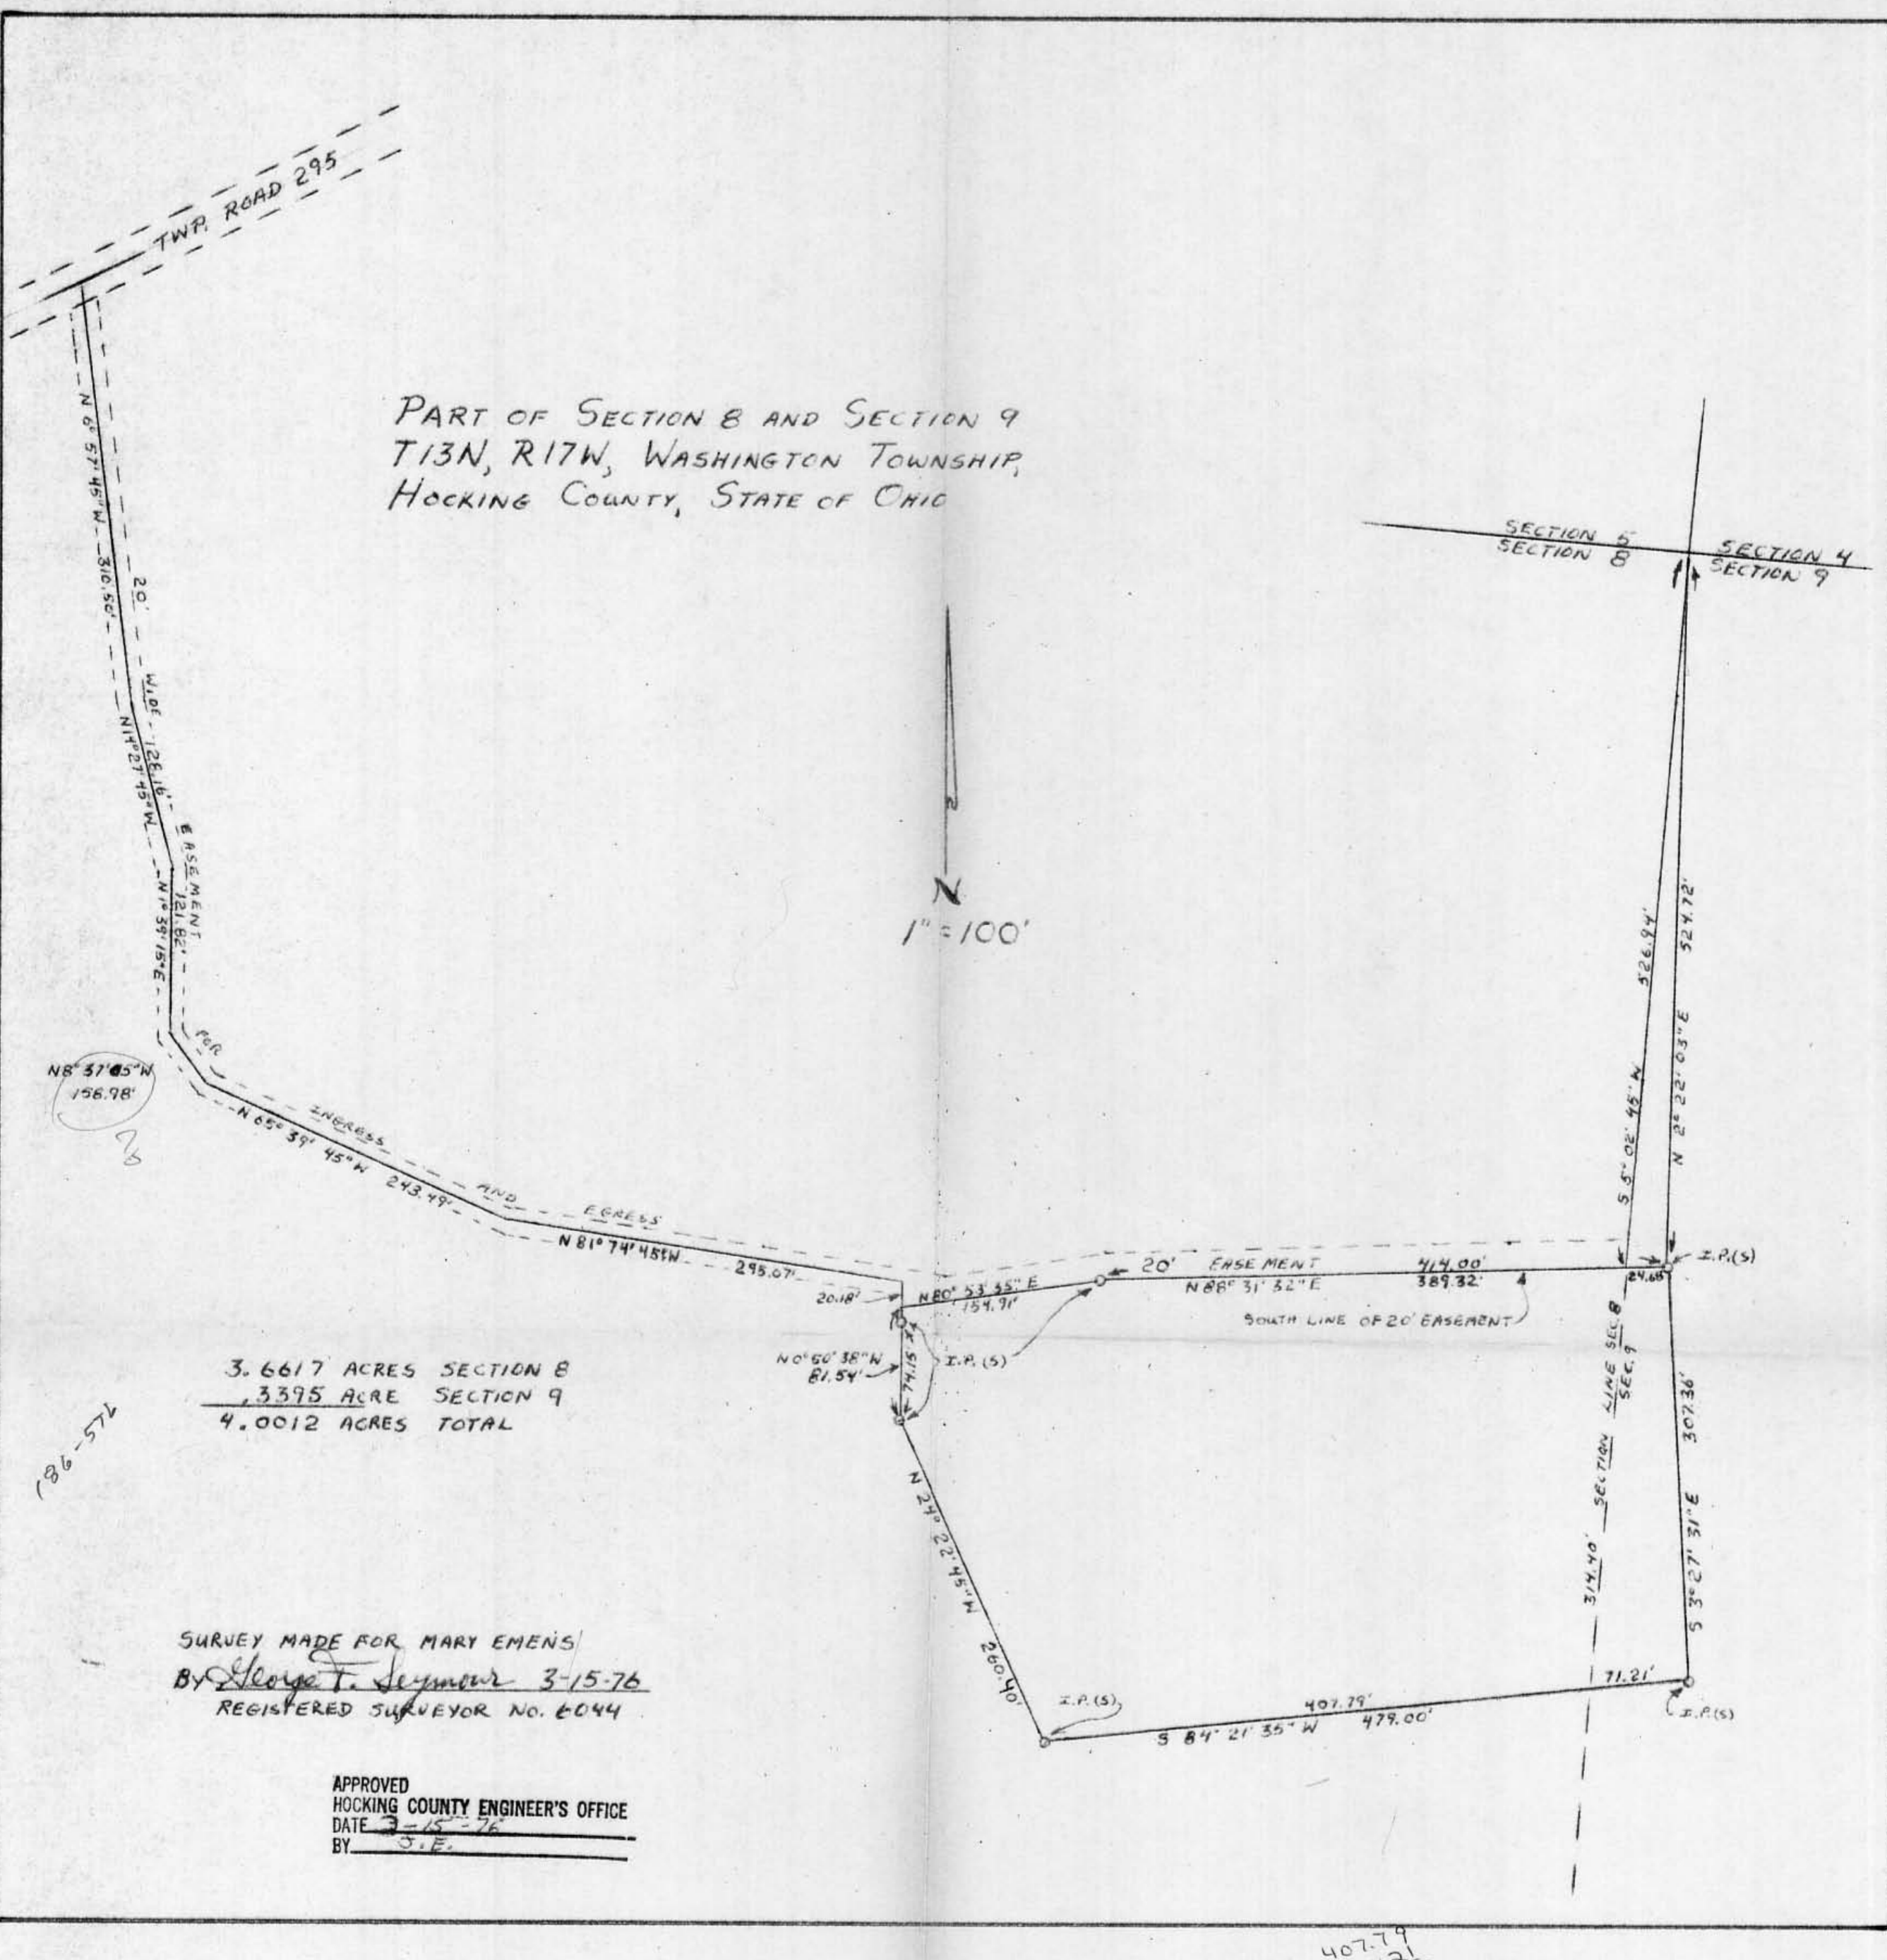 TWP. ROAD 295
PART OF SECTION 8 AND SECTION 9
T13N, R17W, WASHINGTON TOWNSHIP,
HOCKING COUNTY, STATE OF OHIO
SECTION 5
SECTION 8
SECTION 4
SECTION 9
N 6° 57' 45" W 310.50'
20' WIDE EASEMENT FOR INGRESS AND EGRESS
N 14° 27' 45" W
126.16'
N 1° 39' 15" E
121.82'
N 8° 37' 05" W
156.98'
N 65° 39' 45" W 243.49'
N 81° 74' 45" W 295.07'
N
1" = 100'
S 5° 02' 45" W 526.94'
N 2° 22' 03" E 524.72'
I.P.(S)
20' EASEMENT 414.00'
N 88° 31' 32" E 389.32'
24.68'
SOUTH LINE OF 20' EASEMENT
N 80° 53' 35" E
154.91'
20.18'
N 0° 50' 38" W
81.54'
74.15'
I.P.(S)
SECTION LINE SEC. 8
SEC. 9
314.40'
S 3° 27' 31" E 307.36'
N 24° 22' 45" W 260.40'
I.P.(S)
407.79'
S 84° 21' 35" W 479.00'
71.21'
I.P.(S)
3.6617 ACRES SECTION 8
.3395 ACRE SECTION 9
4.0012 ACRES TOTAL
SURVEY MADE FOR MARY EMENS
BY George F. Seymour 3-15-76
REGISTERED SURVEYOR NO. 6044
APPROVED
HOCKING COUNTY ENGINEER'S OFFICE
DATE 3-15-76
BY J.E.
407.79